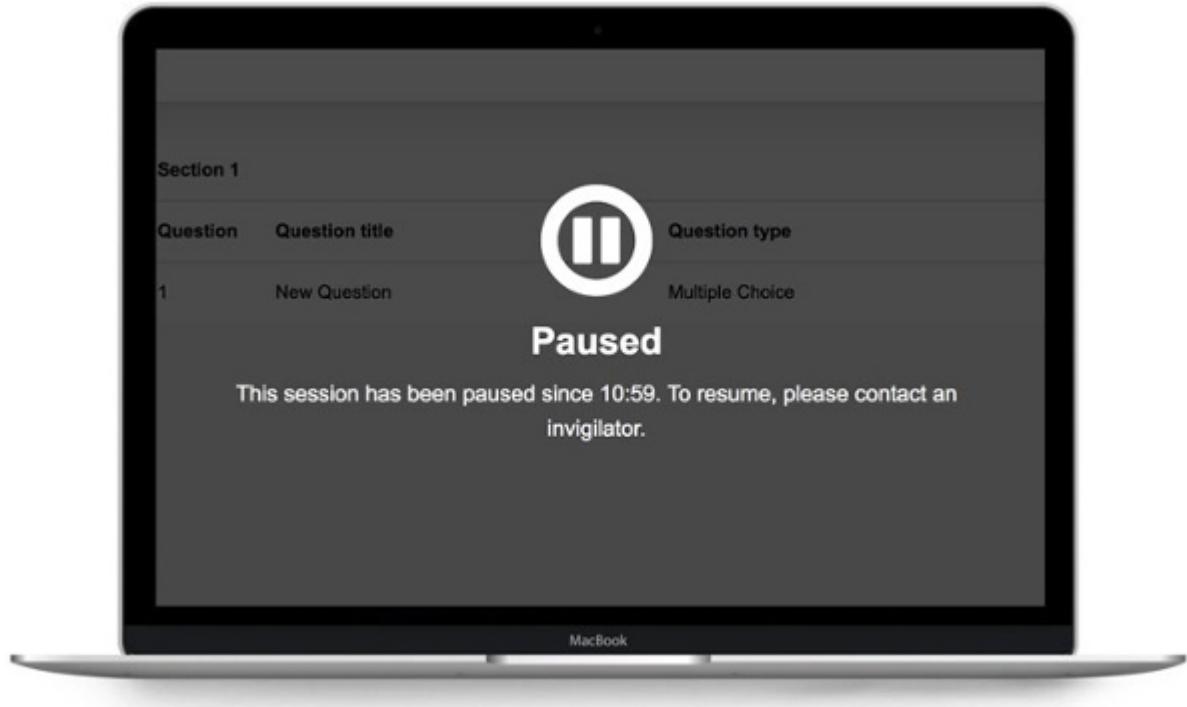 Section 1
Question Question title Question type
1 New Question Multiple Choice
Paused
This session has been paused since 10:59. To resume, please contact an
invigilator.
MacBook